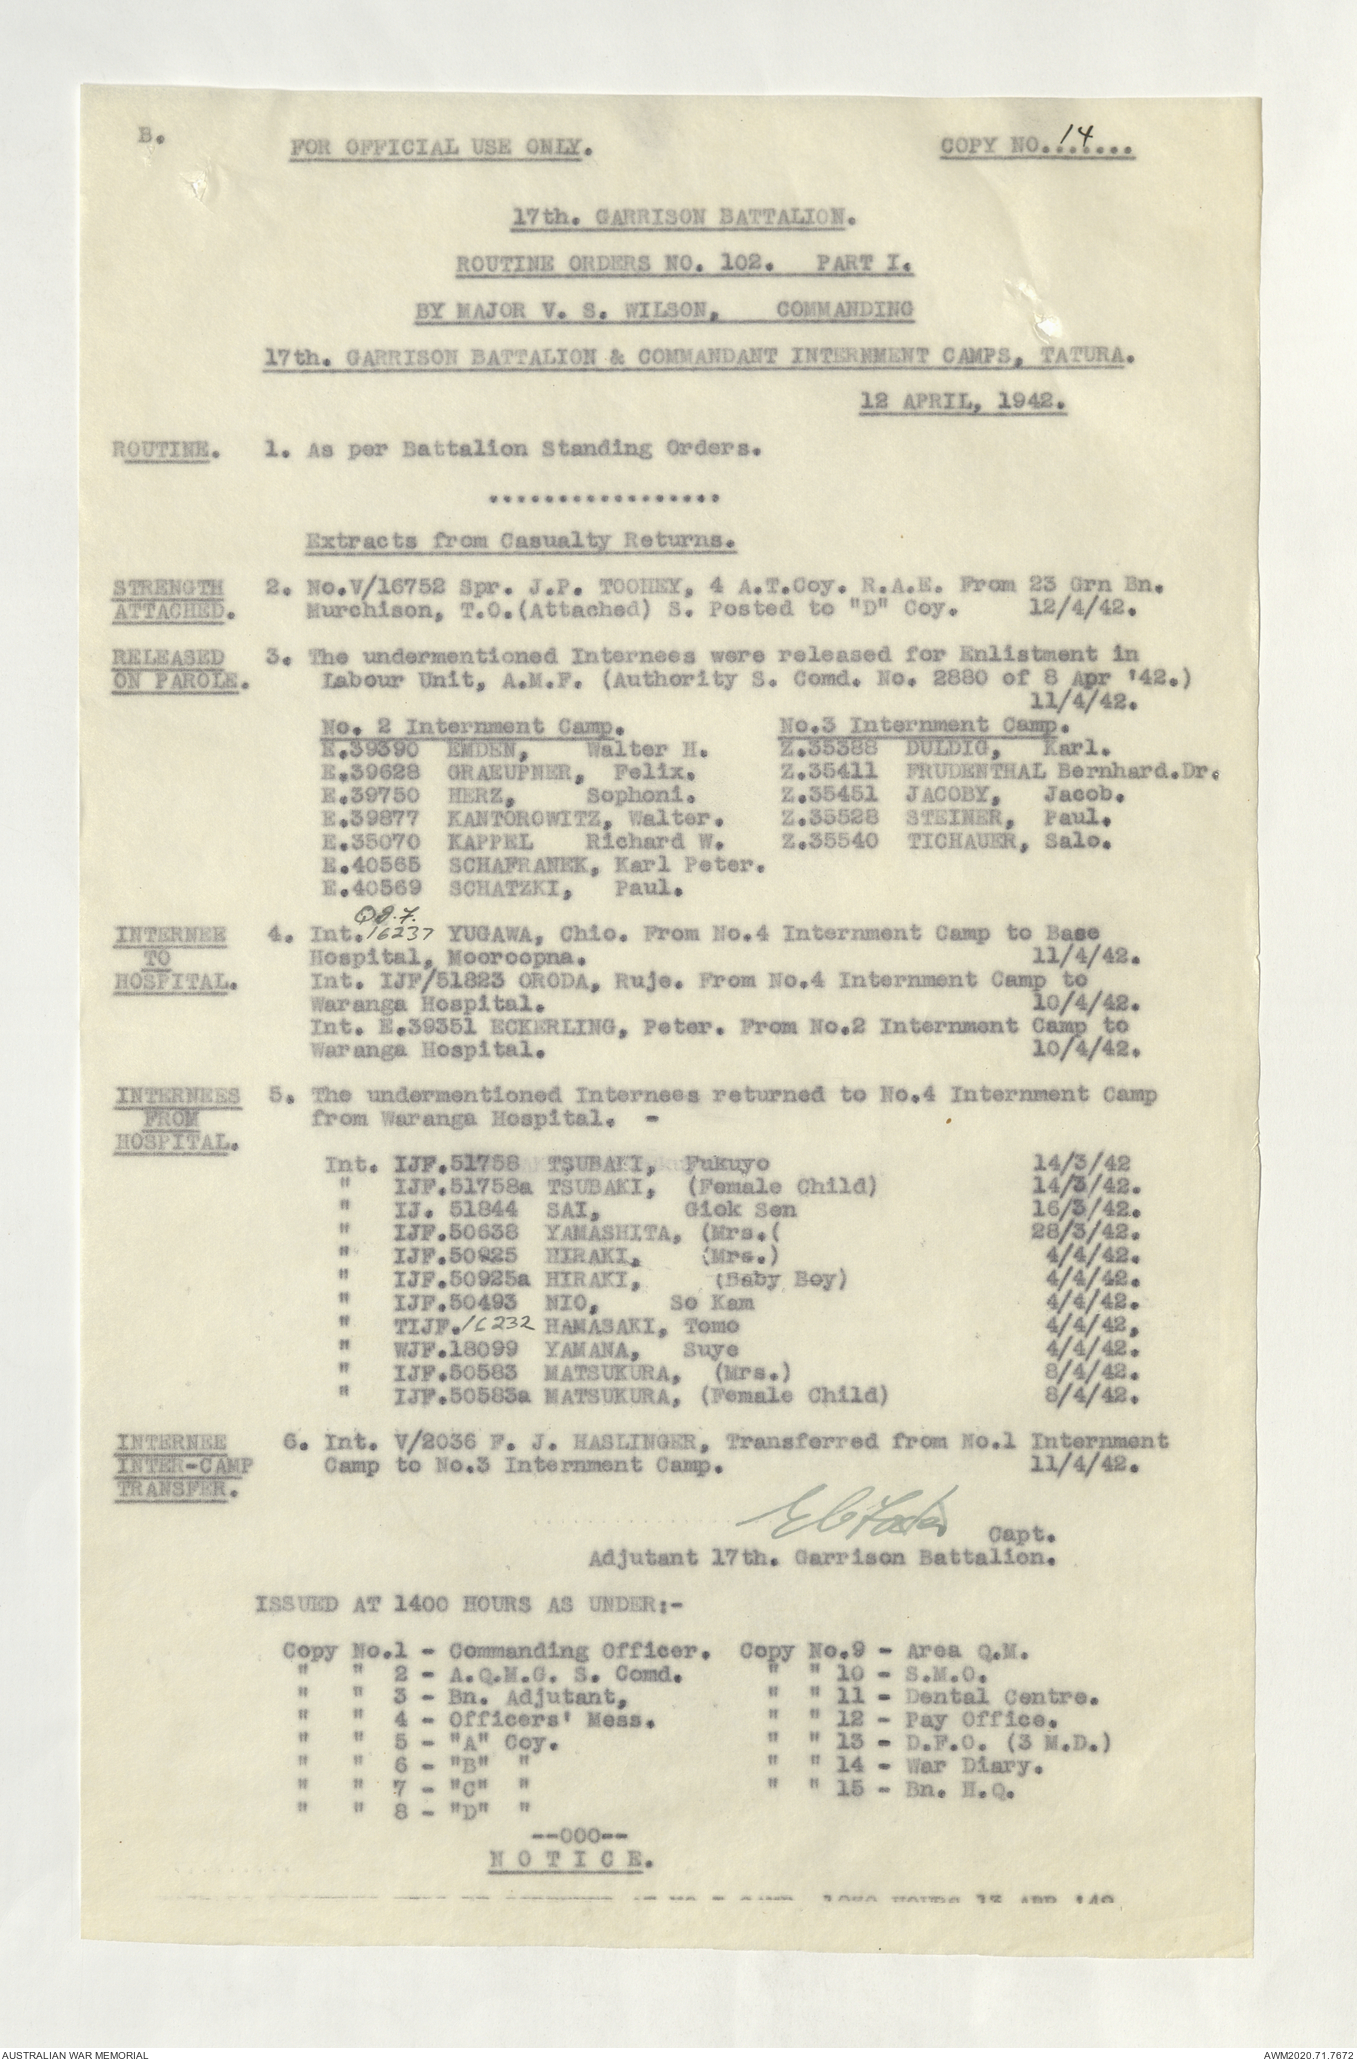 B.
FOR OFFICIAL USE ONLY.    COPY NO.14......
17th. GARRISON BATTALION.
ROUTINE ORDERS NO. 102.   PART I.
BY MAJOR V. S. WILSON,    COMMANDING
17th. GARRISON BATTALION & COMMANDANT INTERNMENT CAMPS, TATURA.
12 APRIL, 1942.
ROUTINE.   1. As per Battalion Standing Orders.
.................
Extracts from Casualty Returns.
STRENGTH   2. No.V/16752 Spr. J.P. TOOHEY, 4 A.T.Coy. R.A.E. From 23 Grn Bn.
ATTACHED.   Murchison, T.O.(Attached) S. Posted to "D" Coy.   12/4/42.
RELEASED   3. The undermentioned Internees were released for Enlistment in
ON PAROLE.   Labour Unit, A.M.F. (Authority S. Comd. No. 2880 of 8 Apr '42.)
11/4/42.
No. 2 Internment Camp.   No.3 Internment Camp.
E.39390  EMDEN,    Walter H.   Z.35388  DULDIG,   Karl.
E.39628  GRAEUPNER,  Felix.   Z.35411  FRUDENTHAL Bernhard.Dr.
E.39750  HERZ,     Sophoni.   Z.35451  JACOBY,   Jacob.
E.39877  KANTOROWITZ, Walter.   Z.35528  STEINER,  Paul.
E.35070  KAPPEL    Richard W.   Z.35540  TICHAUER, Salo.
E.40565  SCHAFRANEK, Karl Peter.
E.40569  SCHATZKI,   Paul.
INTERNEE   4. Int.16237 YUGAWA, Chio. From No.4 Internment Camp to Base
TO   Hospital, Mooroopna.   11/4/42.
HOSPITAL.   Int. IJF/51823 ORODA, Ruje. From No.4 Internment Camp to
Waranga Hospital.   10/4/42.
Int. E.39351 ECKERLING, Peter. From No.2 Internment Camp to
Waranga Hospital.   10/4/42.
INTERNEES   5. The undermentioned Internees returned to No.4 Internment Camp
FROM   from Waranga Hospital. -
HOSPITAL.
Int. IJF.51758  TSUBAKI,  Fukuyo   14/3/42
"   IJF.51758a TSUBAKI,  (Female Child)   14/3/42.
"   IJ. 51844  SAI,      Giok Sen   16/3/42.
"   IJF.50638  YAMASHITA, (Mrs.(   28/3/42.
"   IJF.50925  HIRAKI,    (Mrs.)   4/4/42.
"   IJF.50925a HIRAKI,     (Baby Boy)   4/4/42.
"   IJF.50493  NIO,     So Kam   4/4/42.
"   TIJF.16232 HAMASAKI, Tomo   4/4/42,
"   WJF.18099  YAMANA,   Suye   4/4/42.
"   IJF.50583  MATSUKURA,  (Mrs.)   8/4/42.
"   IJF.50583a MATSUKURA, (Female Child)   8/4/42.
INTERNEE   6. Int. V/2036 F. J. HASLINGER, Transferred from No.1 Internment
INTER-CAMP   Camp to No.3 Internment Camp.   11/4/42.
TRANSFER.
Capt.
Adjutant 17th. Garrison Battalion.
ISSUED AT 1400 HOURS AS UNDER:-
Copy No.1 - Commanding Officer.  Copy No.9 - Area Q.M.
"   "  2 - A.Q.M.G. S. Comd.   "  " 10 - S.M.O.
"   "  3 - Bn. Adjutant,   "  " 11 - Dental Centre.
"   "  4 - Officers' Mess.   "  " 12 - Pay Office.
"   "  5 - "A" Coy.   "  " 13 - D.F.O. (3 M.D.)
"   "  6 - "B"  "   "  " 14 - War Diary.
"   "  7 - "C"  "   "  " 15 - Bn. H.Q.
"   "  8 - "D"  "
--000--
N O T I C E.
AUSTRALIAN WAR MEMORIAL   AWM2020.71.7672